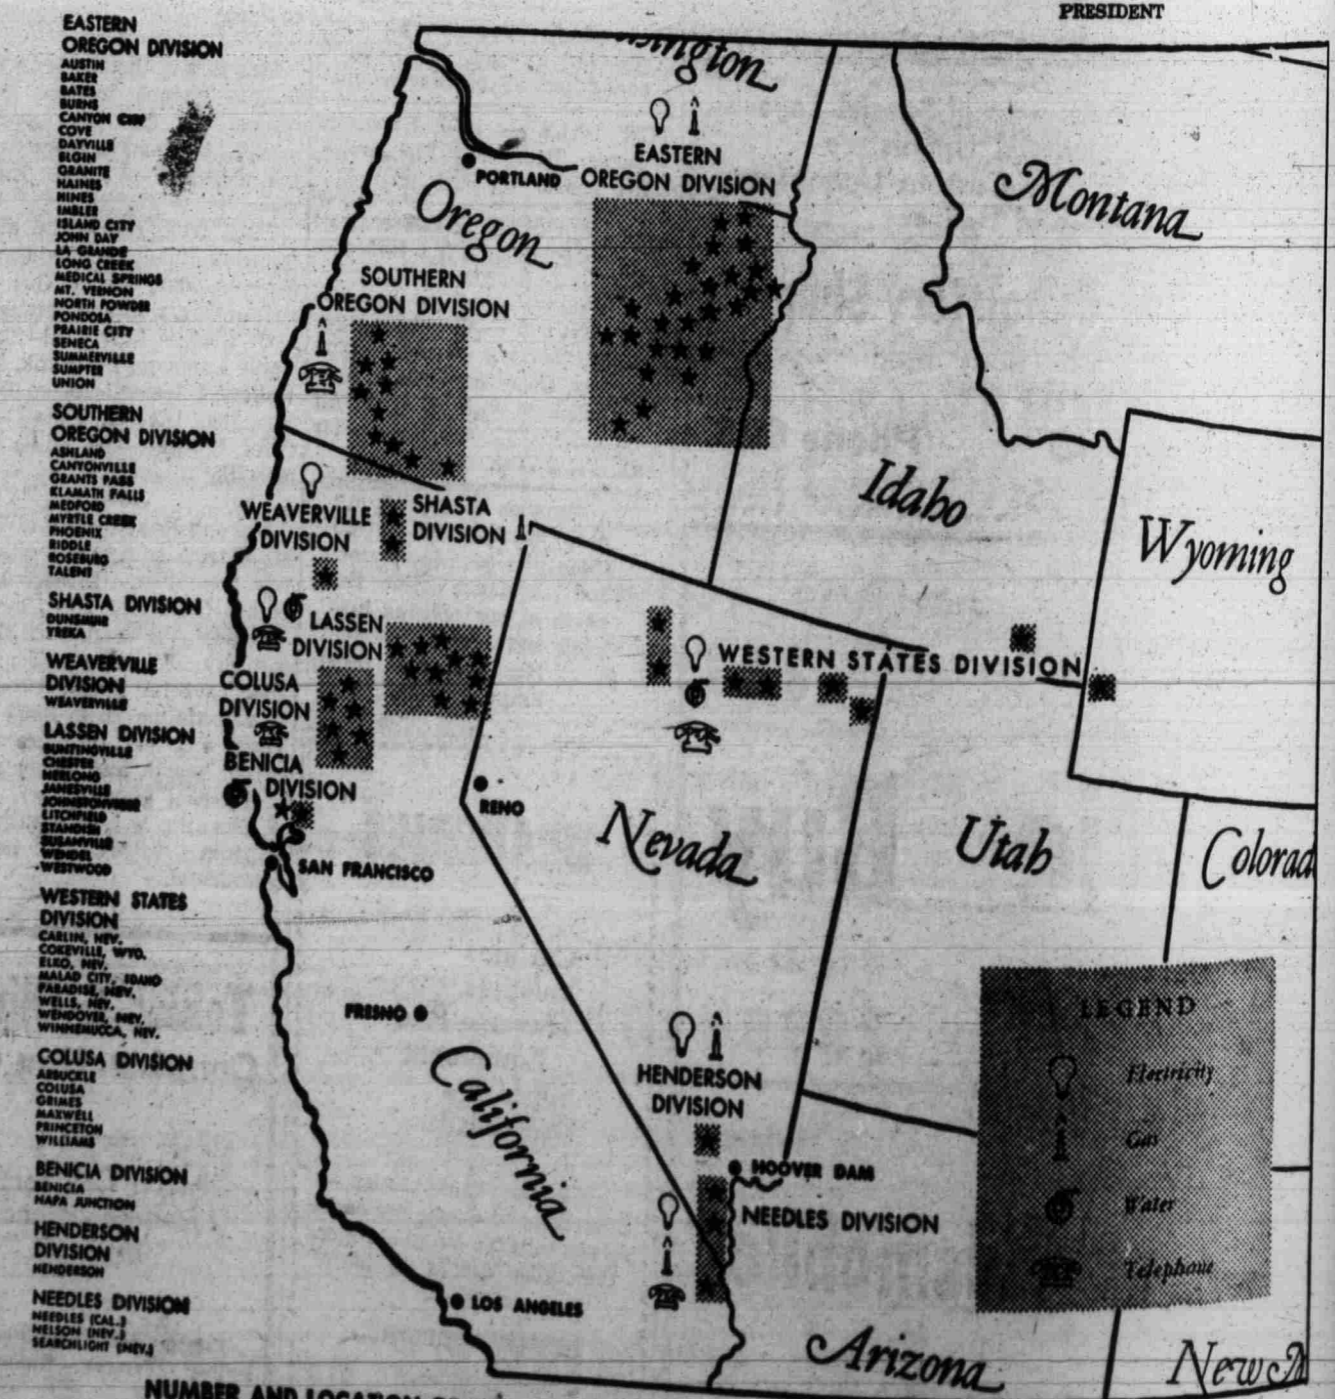 PRESIDENT
EASTERN
OREGON DIVISION
AUSTIN
BAKER
BATES
BURNS
CANYON CITY
COVE
DAYVILLE
ELGIN
GRANITE
HAINES
HINES
IMBLER
ISLAND CITY
JOHN DAY
LA GRANDE
LONG CREEK
MEDICAL SPRINGS
MT. VERNON
NORTH POWDER
PONDOSA
PRAIRIE CITY
SENECA
SUMMERVILLE
SUMPTER
UNION
SOUTHERN
OREGON DIVISION
ASHLAND
CANYONVILLE
GRANTS PASS
KLAMATH FALLS
MEDFORD
MYRTLE CREEK
PHOENIX
RIDDLE
ROSEBURG
TALENT
SHASTA DIVISION
DUNSMUIR
YREKA
WEAVERVILLE
DIVISION
WEAVERVILLE
LASSEN DIVISION
BUNTINGVILLE
CHESTER
HERLONG
JANESVILLE
JOHNSTONVILLE
LITCHFIELD
STANDISH
SUSANVILLE
WENDEL
WESTWOOD
WESTERN STATES
DIVISION
CARLIN, NEV.
COKEVILLE, WYO.
ELKO, NEV.
MALAD CITY, IDAHO
PARADISE, NEV.
WELLS, NEV.
WENDOVER, NEV.
WINNEMUCCA, NEV.
COLUSA DIVISION
ARBUCKLE
COLUSA
GRIMES
MAXWELL
PRINCETON
WILLIAMS
BENICIA DIVISION
BENICIA
NAPA JUNCTION
HENDERSON
DIVISION
HENDERSON
NEEDLES DIVISION
NEEDLES (CAL.)
NELSON (NEV.)
SEARCHLIGHT (NEV.)
ington
EASTERN
OREGON DIVISION
PORTLAND
Oregon
Montana
SOUTHERN
OREGON DIVISION
Idaho
Wyoming
WEAVERVILLE
DIVISION
SHASTA
DIVISION
LASSEN
DIVISION
WESTERN STATES DIVISION
COLUSA
DIVISION
BENICIA
DIVISION
RENO
Nevada
Utah
Colorad
SAN FRANCISCO
FRESNO
California
HENDERSON
DIVISION
HOOVER DAM
NEEDLES DIVISION
LOS ANGELES
Arizona
New M
LEGEND
Electricity
Gas
Water
Telephone
NUMBER AND LOCATION